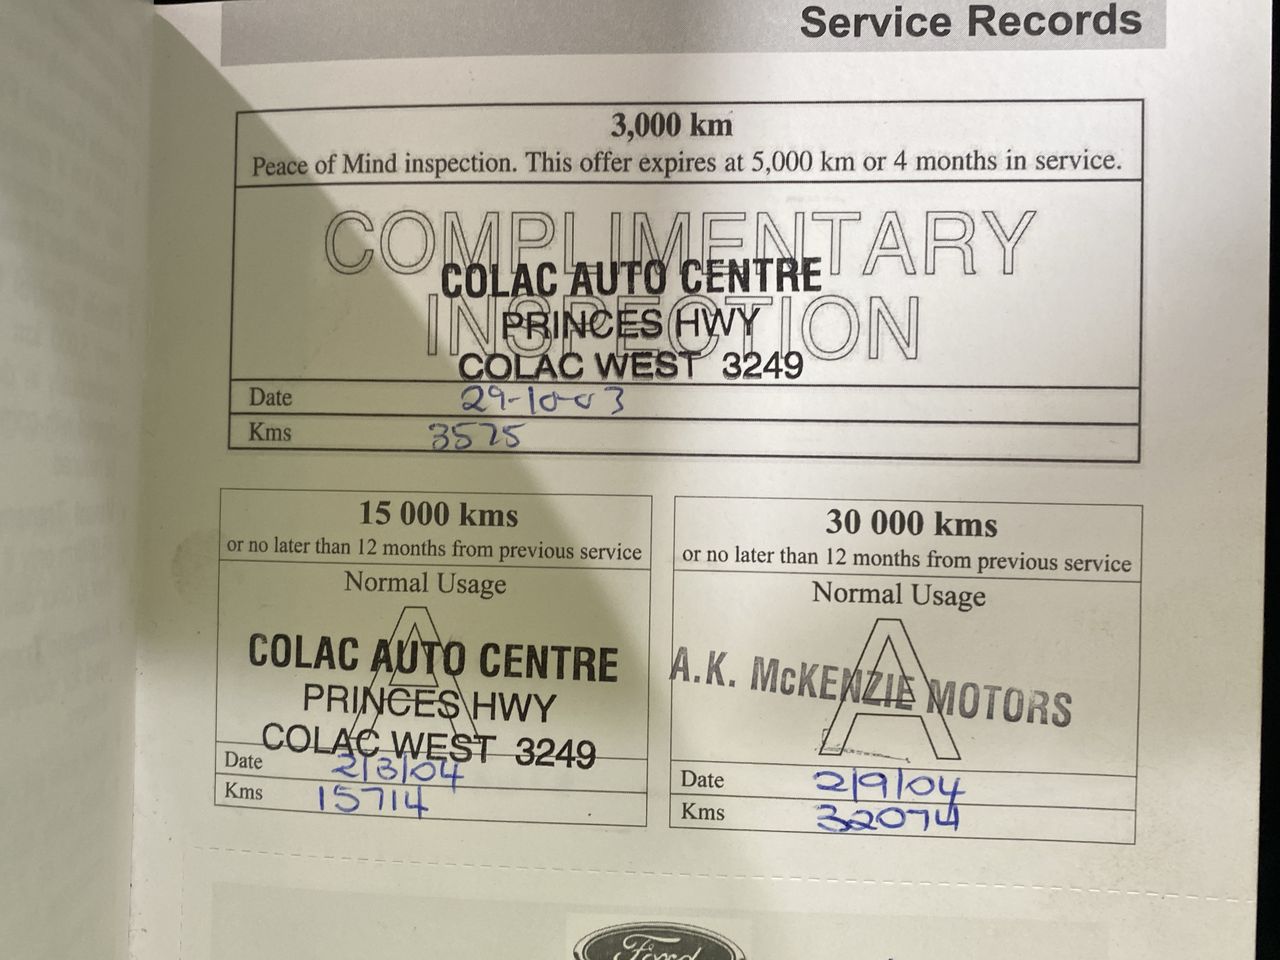 Service Records
3,000 km
Peace of Mind inspection. This offer expires at 5,000 km or 4 months in service.
COMPLIMENTARY
COLAC AUTO CENTRE
INSPECTION
PRINCES HWY
COLAC WEST 3249
Date 29-10-03
Kms 3575
15 000 kms
or no later than 12 months from previous service
Normal Usage
A
COLAC AUTO CENTRE
PRINCES HWY
COLAC WEST 3249
Date 2/3/04
Kms 15714
30 000 kms
or no later than 12 months from previous service
Normal Usage
A
A.K. McKENZIE MOTORS
Date 2/9/04
Kms 32074
Ford